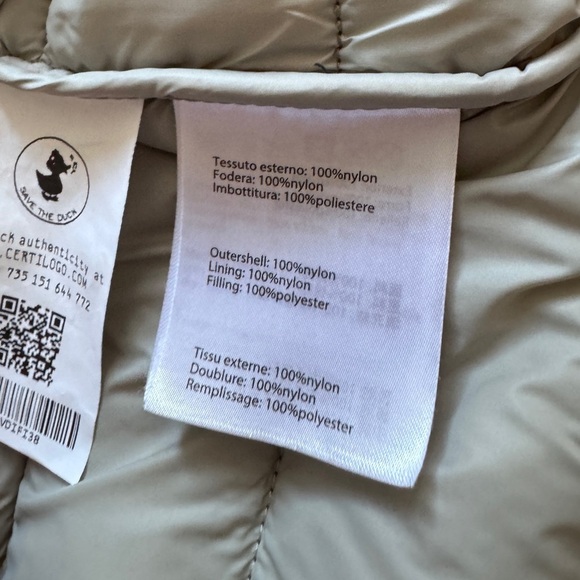 SAVE THE DUCK
ck authenticity at
.CERTILOGO.COM
735 151 644 772
VDIFI38
Tessuto esterno: 100%nylon
Fodera: 100%nylon
Imbottitura: 100%poliestere
Outershell: 100%nylon
Lining: 100%nylon
Filling: 100%polyester
Tissu externe: 100%nylon
Doublure: 100%nylon
Remplissage: 100%polyester